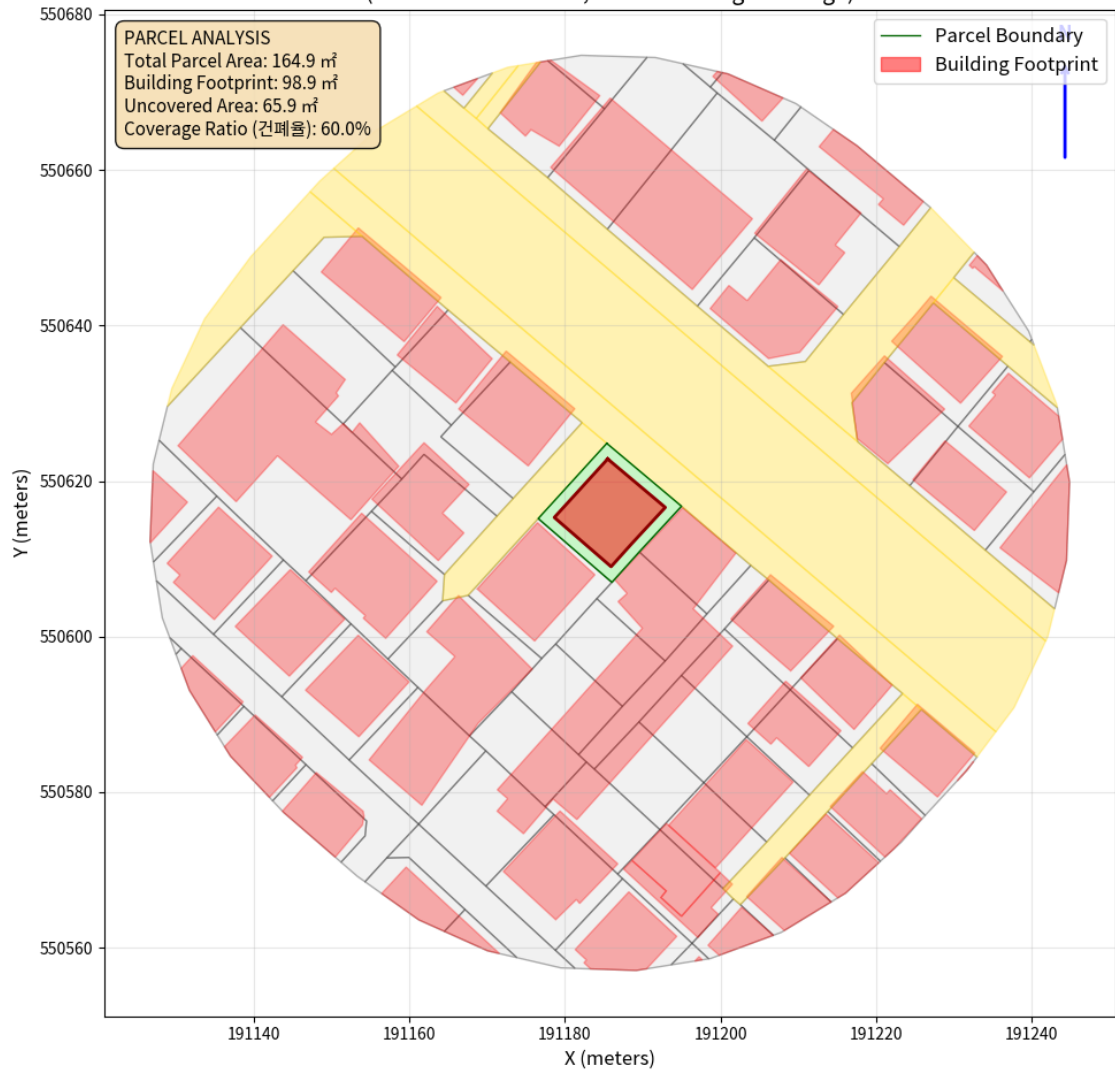 550680
PARCEL ANALYSIS
Total Parcel Area: 164.9 ㎡
Building Footprint: 98.9 ㎡
Uncovered Area: 65.9 ㎡
Coverage Ratio (건폐율): 60.0%
Parcel Boundary
Building Footprint
550660
550640
550620
550600
550580
550560
Y (meters)
191140 191160 191180 191200 191220 191240
X (meters)